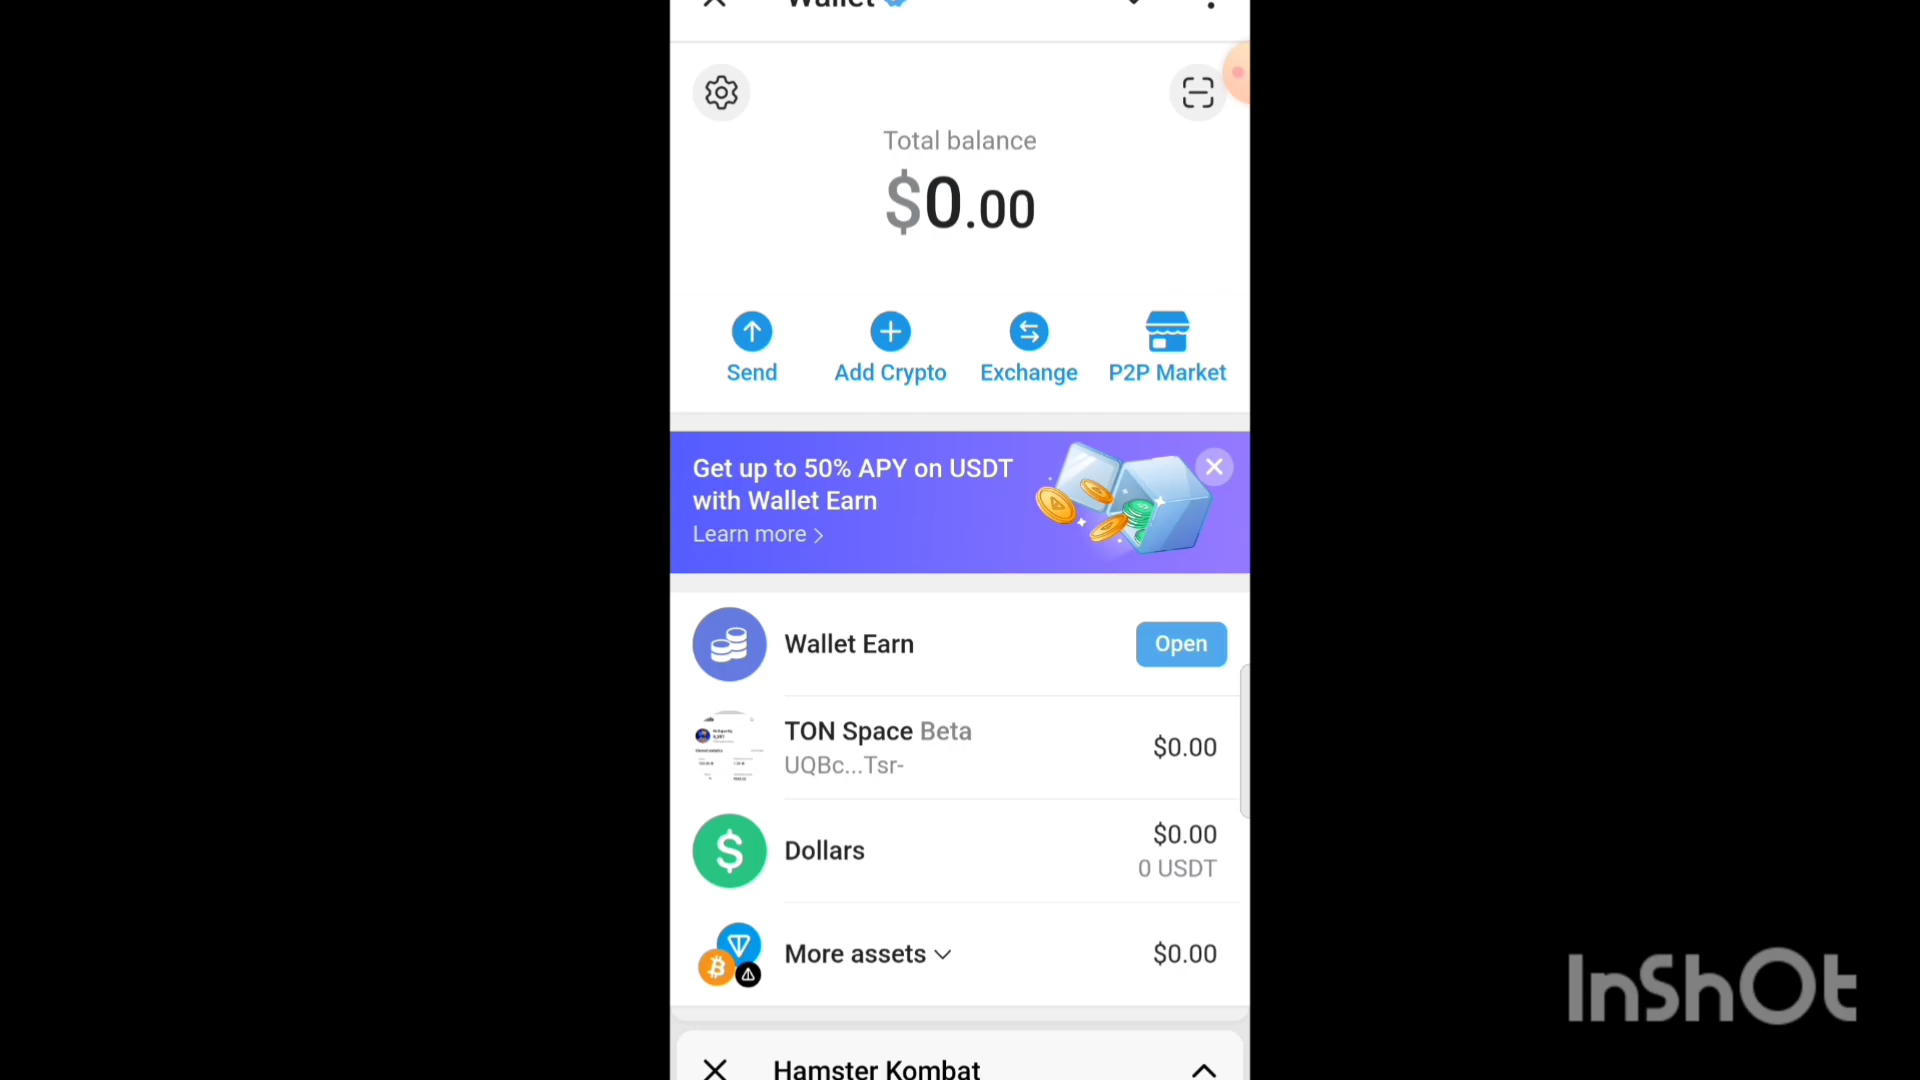 Wallet
Total balance
$0.00
Send
Add Crypto
Exchange
P2P Market
Get up to 50% APY on USDT
with Wallet Earn
Learn more >
Wallet Earn
Open
TON Space Beta
$0.00
UQBc...Tsr-
$0.00
Dollars
0 USDT
More assets
$0.00
Hamster Kombat
InShOt